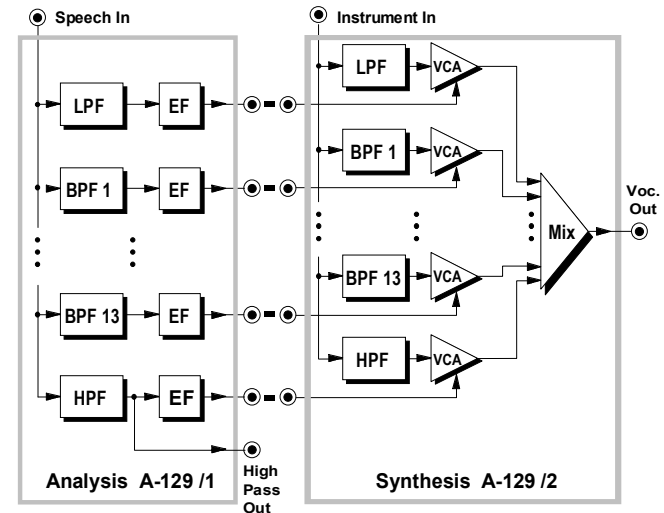 Speech In
Instrument In
LPF
EF
BPF 1
EF
BPF 13
EF
HPF
EF
High
Pass
Out
Analysis A-129 /1
LPF
VCA
BPF 1
VCA
BPF 13
VCA
HPF
VCA
Mix
Voc.
Out
Synthesis A-129 /2